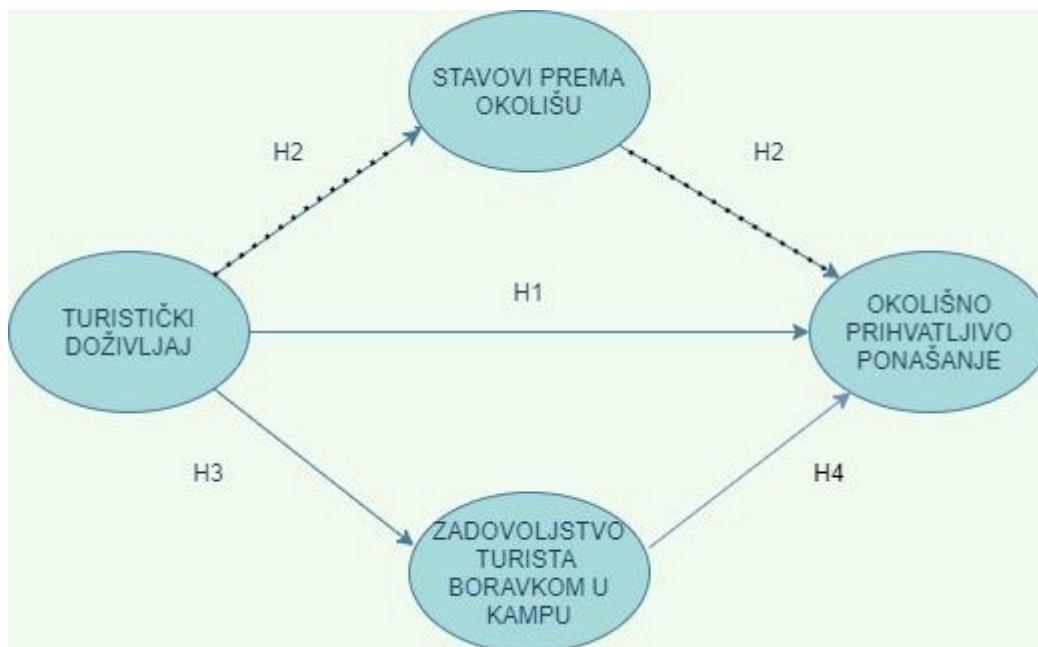 STAVOVI PREMA
OKOLIŠU
H2
H2
H1
TURISTIČKI
DOŽIVLJAJ
OKOLIŠNO
PRIHVATLJIVO
PONAŠANJE
H3
H4
ZADOVOLJSTVO
TURISTA
BORAVKOM U
KAMPU